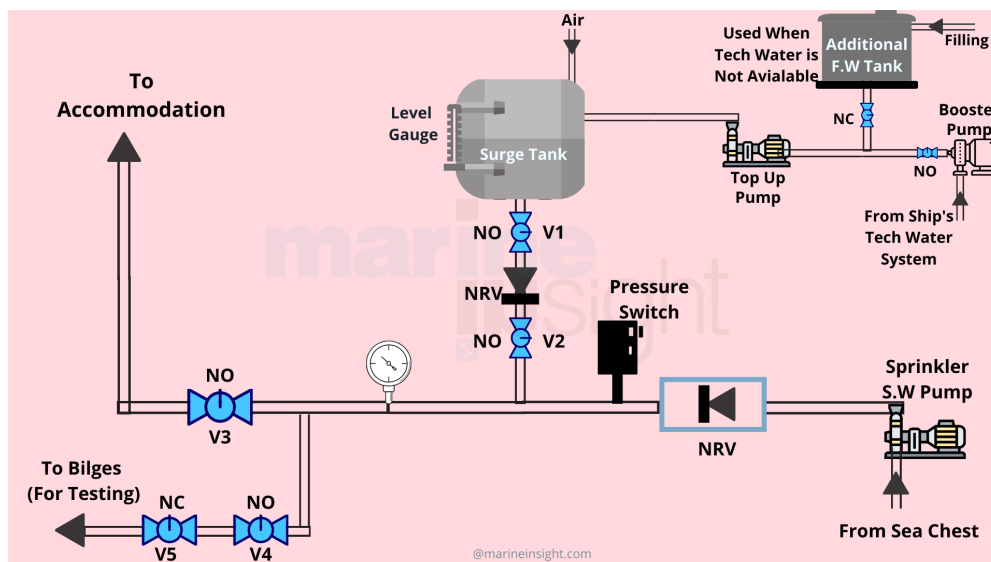 Air
Used When
Tech Water is
Not Avialable
Additional
F.W Tank
Filling
To
Accommodation
Level
Gauge
Surge Tank
NC
Booste
Pump
Top Up
Pump
NO
From Ship's
Tech Water
System
NO
V1
marine
insight
NRV
Pressure
Switch
NO
V2
Sprinkler
S.W Pump
NO
V3
NRV
To Bilges
(For Testing)
NC
NO
V5
V4
From Sea Chest
@marineinsight.com